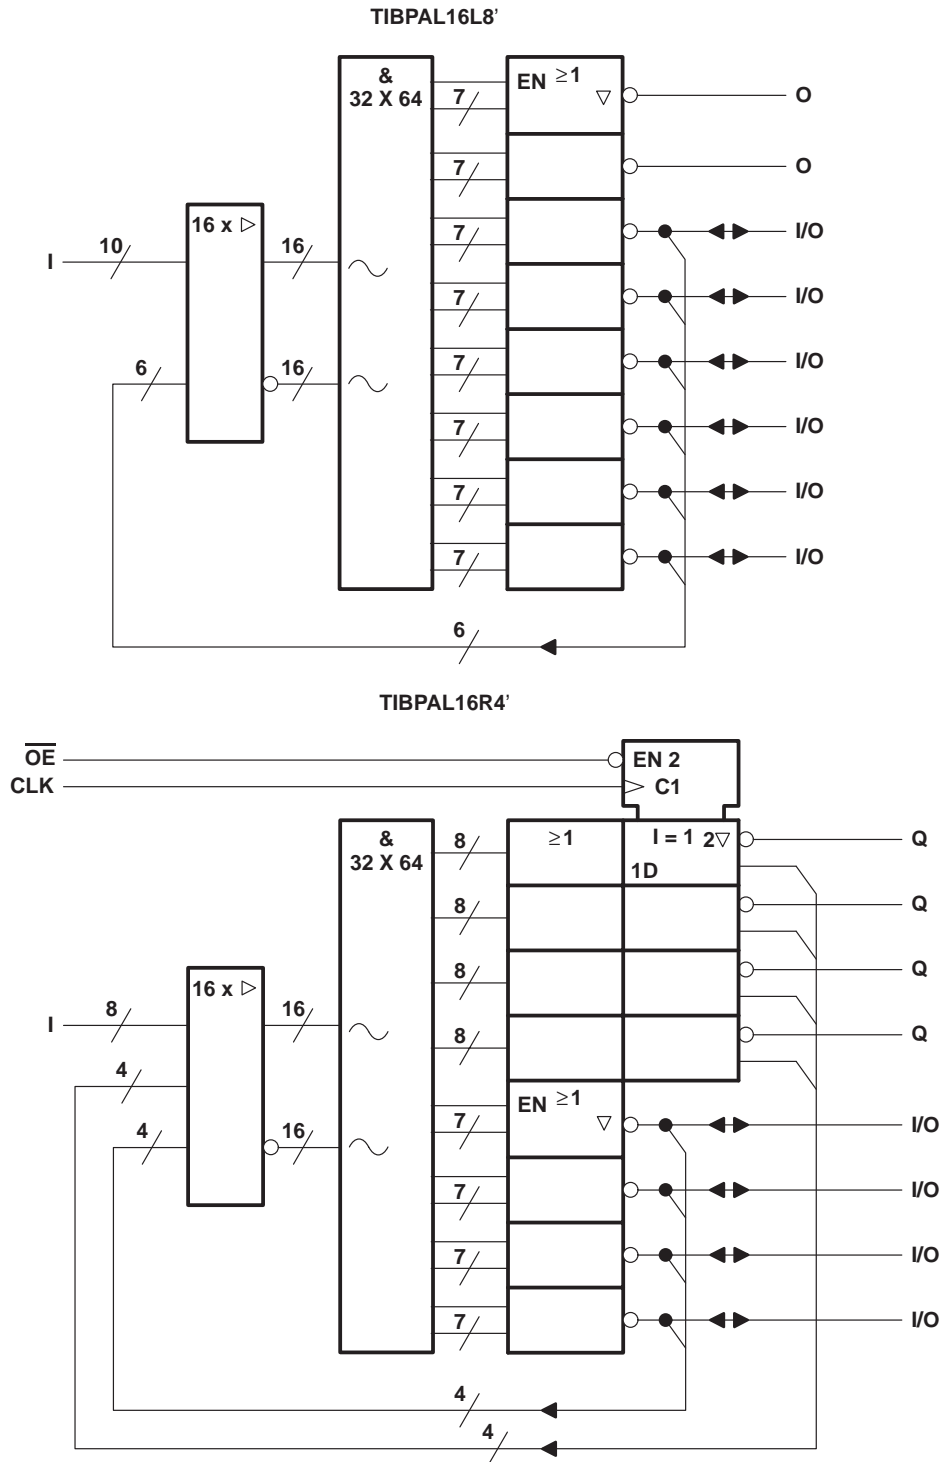 TIBPAL16L8’
&
32 X 64
EN ≥1
▽
7
O
7
O
16 x ▷
7
I/O
I
10
16
7
I/O
7
I/O
6
16
7
I/O
7
I/O
7
I/O
6
TIBPAL16R4’
OE
EN 2
CLK
C1
&
32 X 64
8
≥1
I = 1 2▽
1D
Q
8
Q
16 x ▷
8
Q
I
8
16
8
Q
4
EN ≥1
▽
7
I/O
4
16
7
I/O
7
I/O
7
I/O
4
4